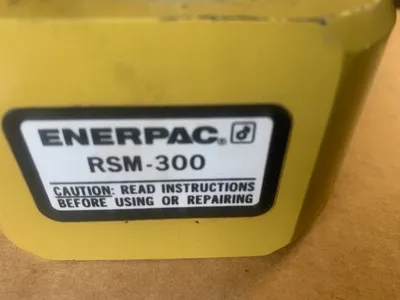 ENERPAC®
RSM-300
CAUTION: READ INSTRUCTIONS
BEFORE USING OR REPAIRING